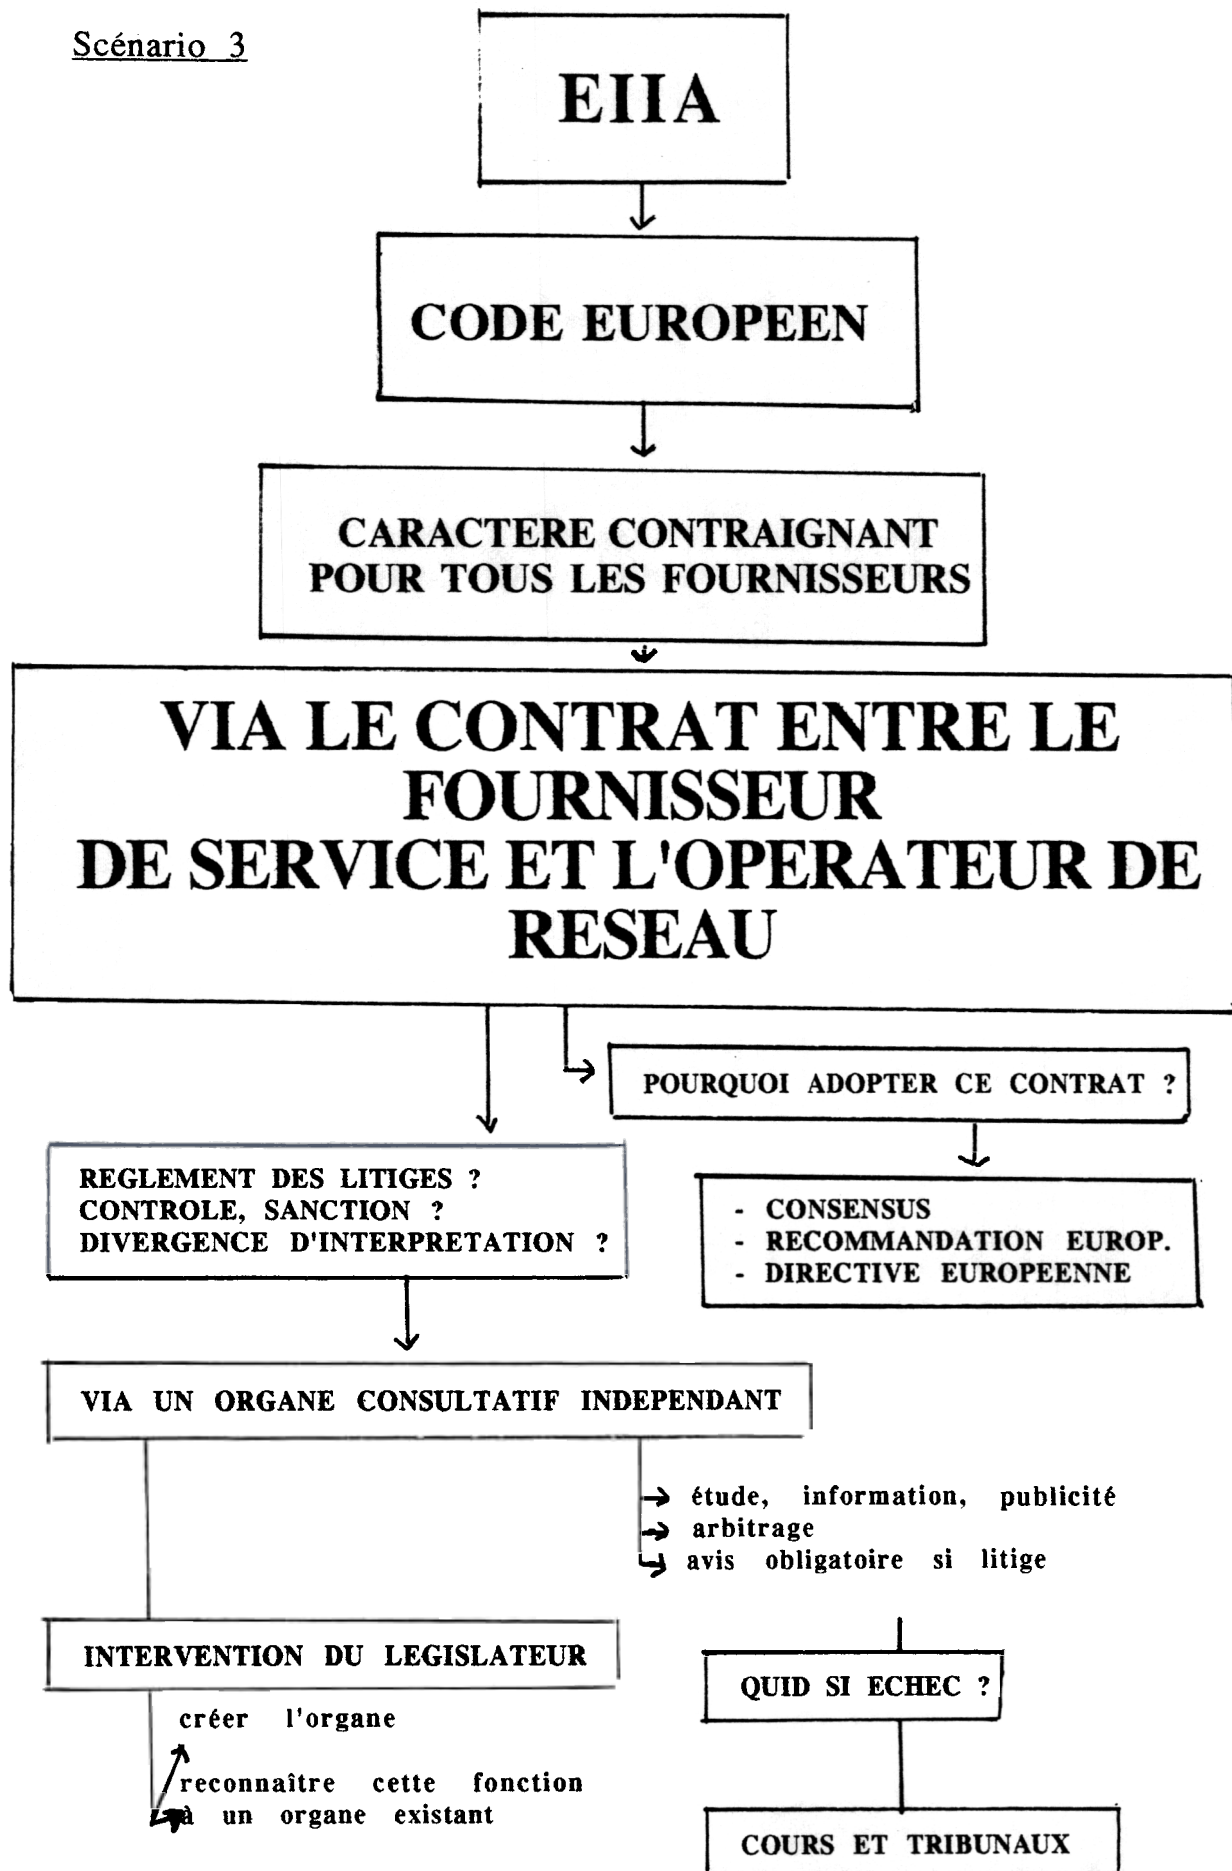 Scénario 3
EIIA
CODE EUROPEEN
CARACTERE CONTRAIGNANT
POUR TOUS LES FOURNISSEURS
VIA LE CONTRAT ENTRE LE
FOURNISSEUR
DE SERVICE ET L'OPERATEUR DE
RESEAU
POURQUOI ADOPTER CE CONTRAT ?
- CONSENSUS
- RECOMMANDATION EUROP.
- DIRECTIVE EUROPEENNE
REGLEMENT DES LITIGES ?
CONTROLE, SANCTION ?
DIVERGENCE D'INTERPRETATION ?
VIA UN ORGANE CONSULTATIF INDEPENDANT
étude, information, publicité
arbitrage
avis obligatoire si litige
INTERVENTION DU LEGISLATEUR
créer l'organe
reconnaître cette fonction
à un organe existant
QUID SI ECHEC ?
COURS ET TRIBUNAUX